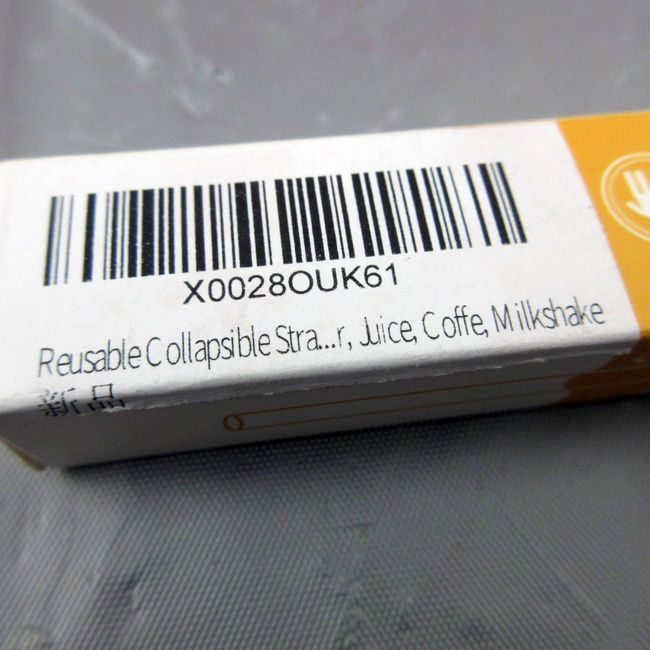 X0028OUK61
Reusable Collapsible Stra...r, Juice, Coffe, Milkshake
新品